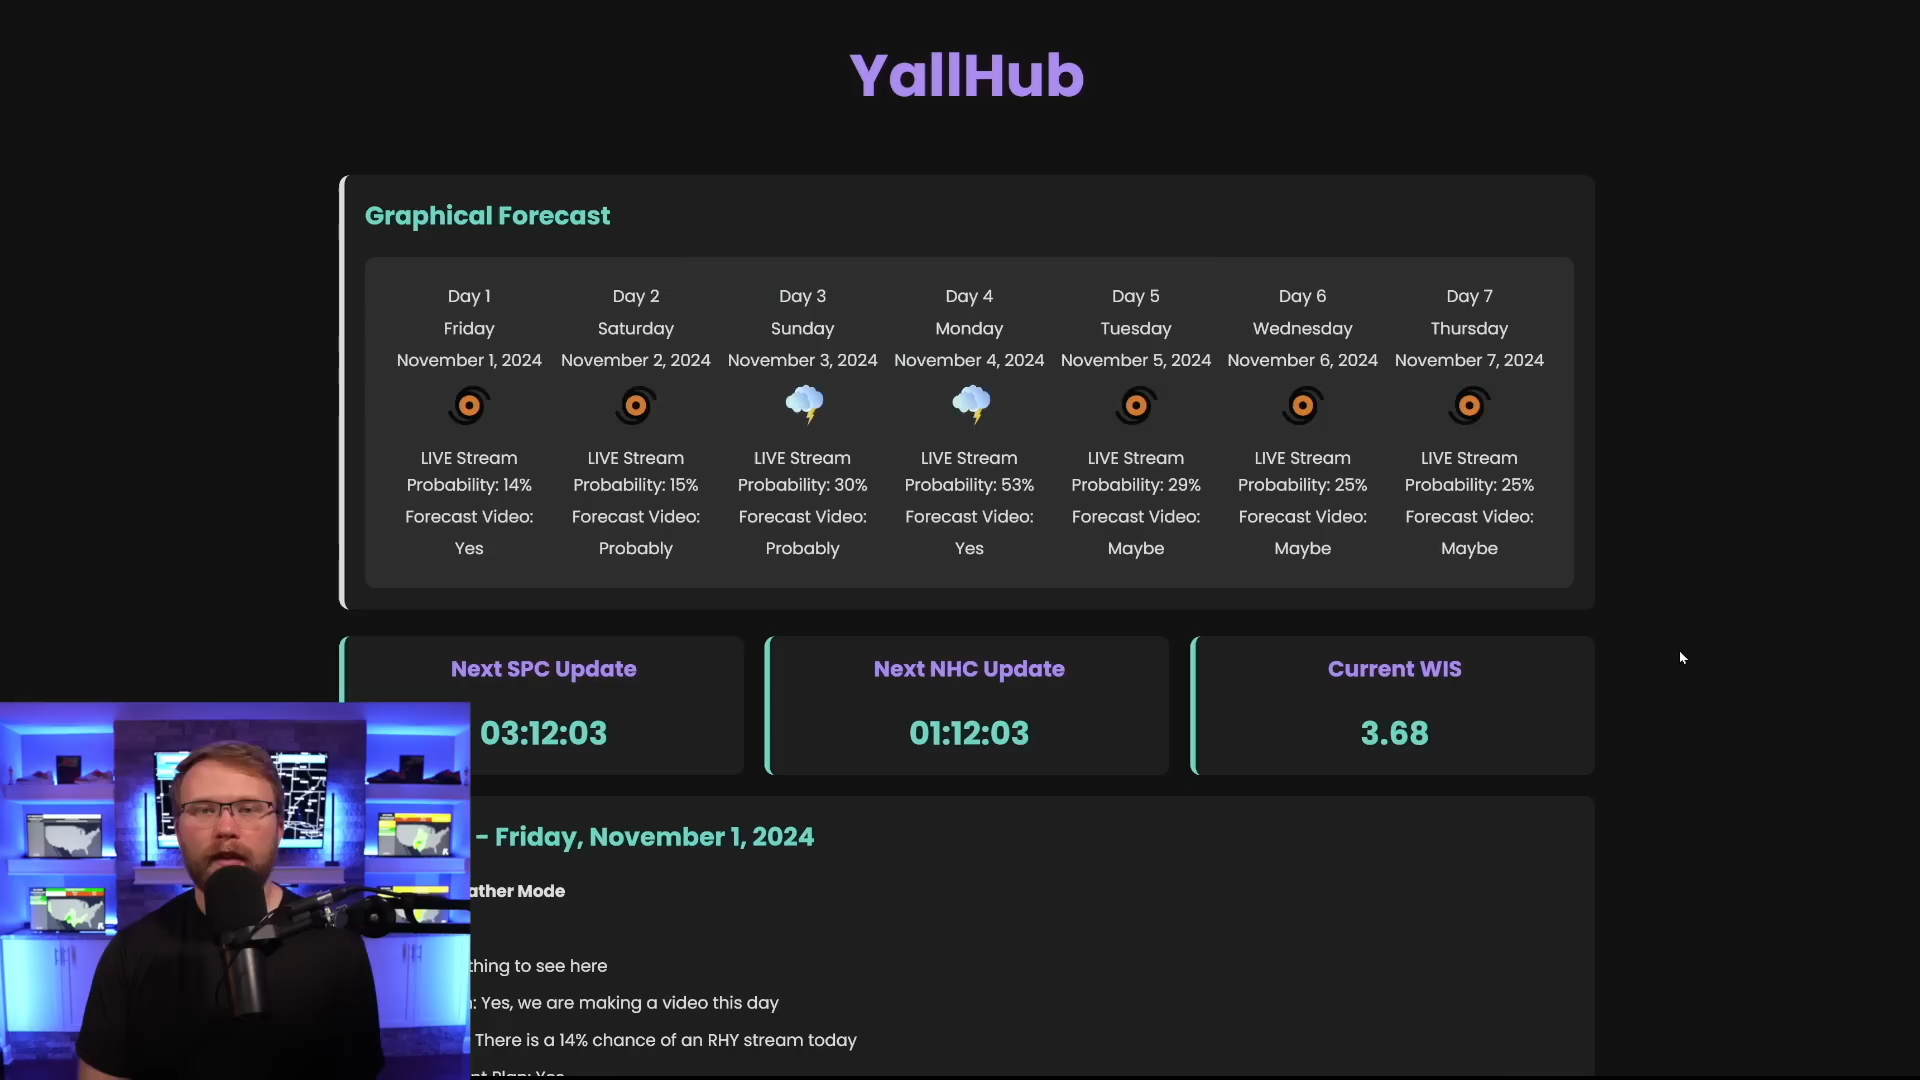 YallHub
Graphical Forecast
Day 1
Friday
November 1, 2024
LIVE Stream
Probability: 14%
Forecast Video:
Yes
Day 2
Saturday
November 2, 2024
LIVE Stream
Probability: 15%
Forecast Video:
Probably
Day 3
Sunday
November 3, 2024
LIVE Stream
Probability: 30%
Forecast Video:
Probably
Day 4
Monday
November 4, 2024
LIVE Stream
Probability: 53%
Forecast Video:
Yes
Day 5
Tuesday
November 5, 2024
LIVE Stream
Probability: 29%
Forecast Video:
Maybe
Day 6
Wednesday
November 6, 2024
LIVE Stream
Probability: 25%
Forecast Video:
Maybe
Day 7
Thursday
November 7, 2024
LIVE Stream
Probability: 25%
Forecast Video:
Maybe
Next SPC Update
03:12:03
Next NHC Update
01:12:03
Current WIS
3.68
- Friday, November 1, 2024
Mode
to see here
Yes, we are making a video this day
There is a 14% chance of an RHY stream today